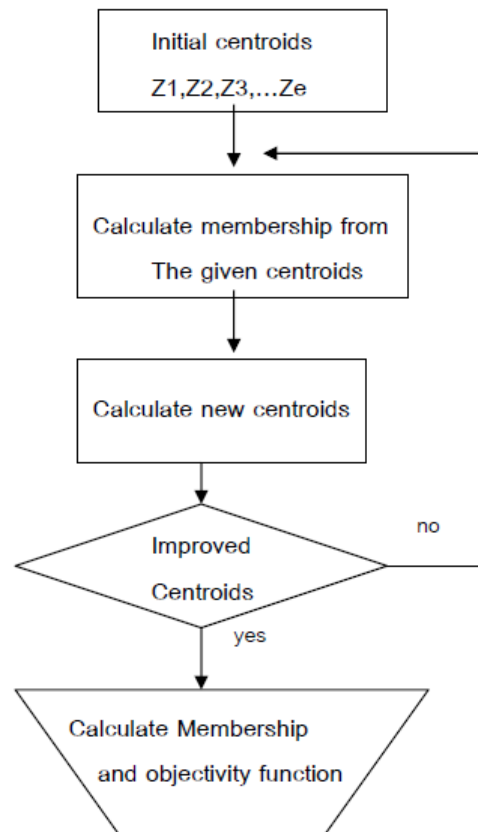 Initial centroids
Z1,Z2,Z3,...Ze
Calculate membership from
The given centroids
Calculate new centroids
no
Improved
Centroids
yes
Calculate Membership
and objectivity function